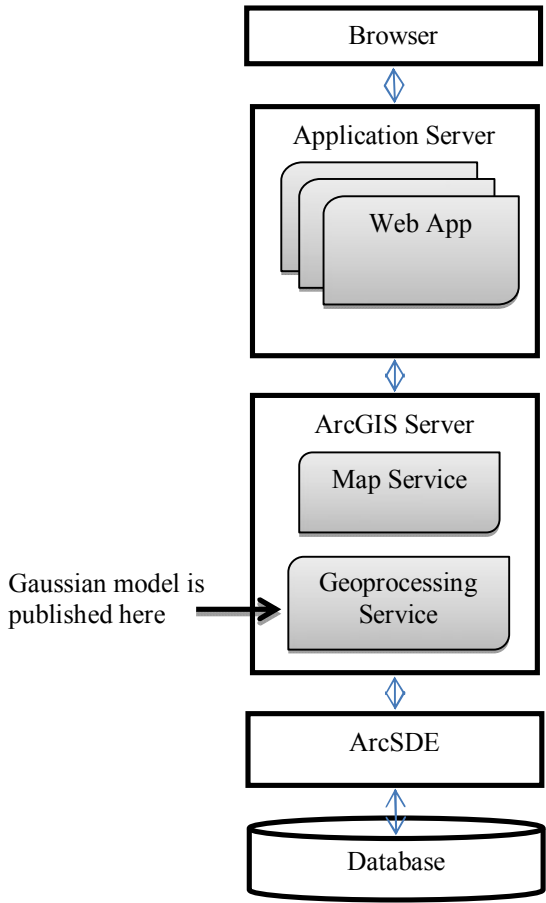 Browser
Application Server
Web App
ArcGIS Server
Map Service
Gaussian model is
published here
Geoprocessing
Service
ArcSDE
Database